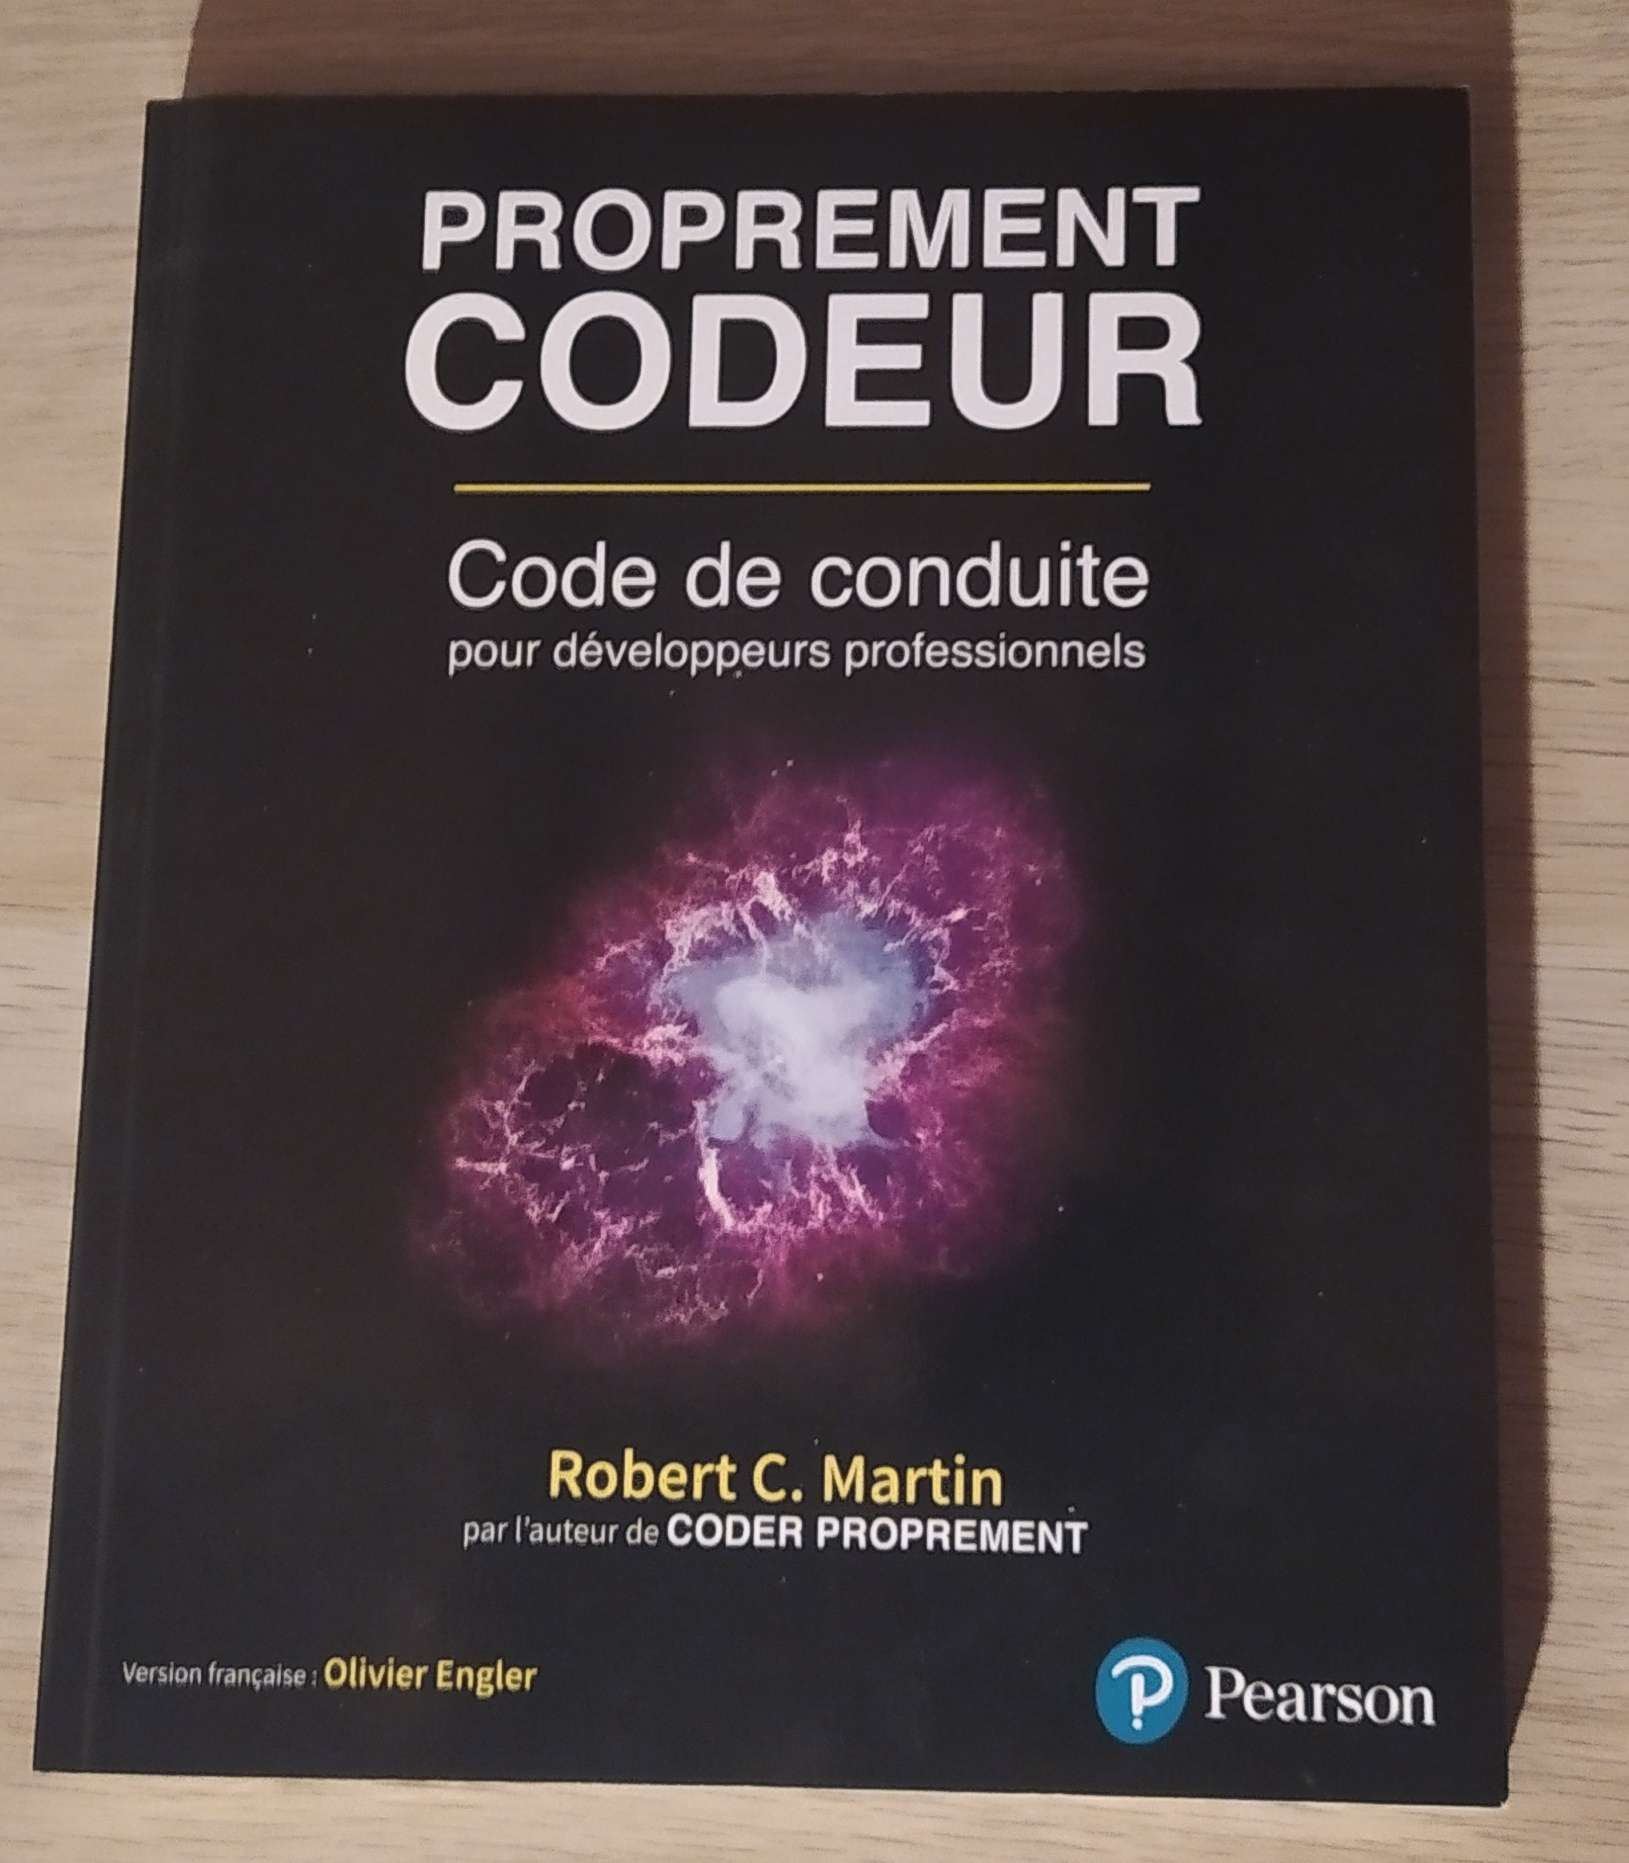 PROPREMENT
CODEUR
Code de conduite
pour développeurs professionnels
Robert C. Martin
par l'auteur de CODER PROPREMENT
Version française : Olivier Engler
Pearson